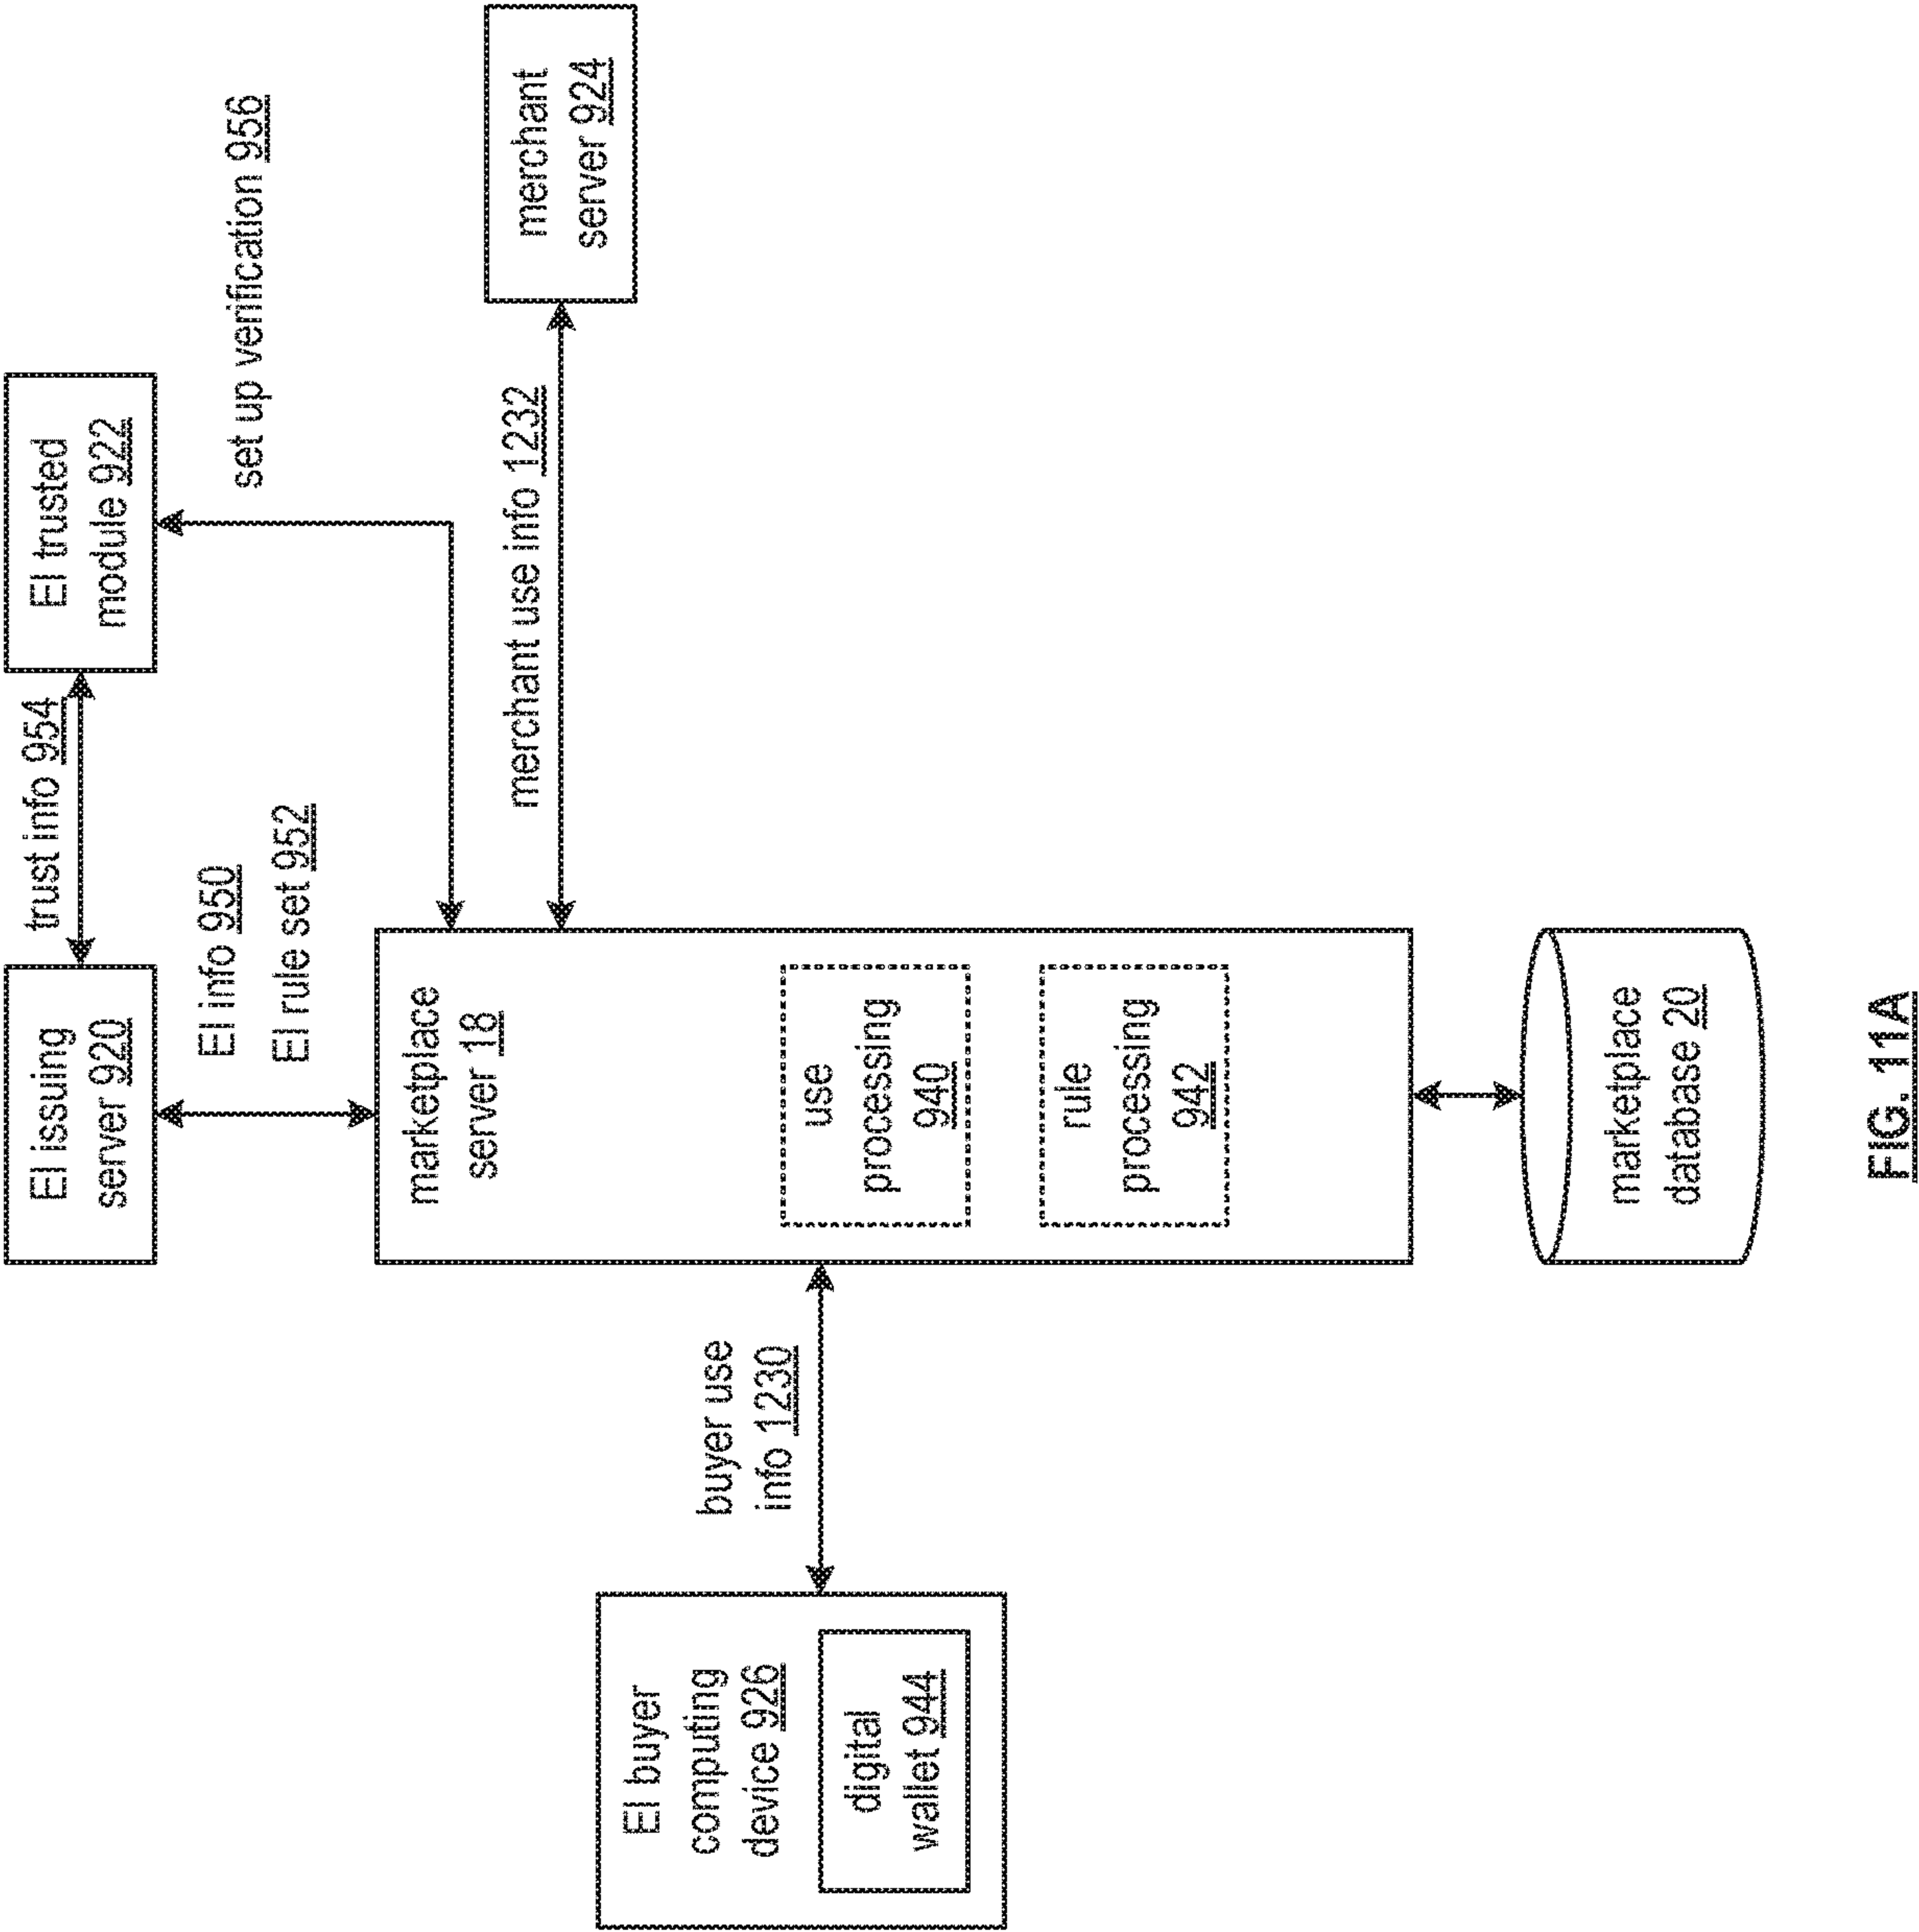 EI issuing
server 920
trust info 954
EI trusted
module 922
EI info 950
EI rule set 952
set up verification 956
marketplace
server 18
merchant use info 1232
merchant
server 924
buyer use
info 1230
EI buyer
computing
device 926
digital
wallet 944
use
processing
940
rule
processing
942
marketplace
database 20
FIG. 11A